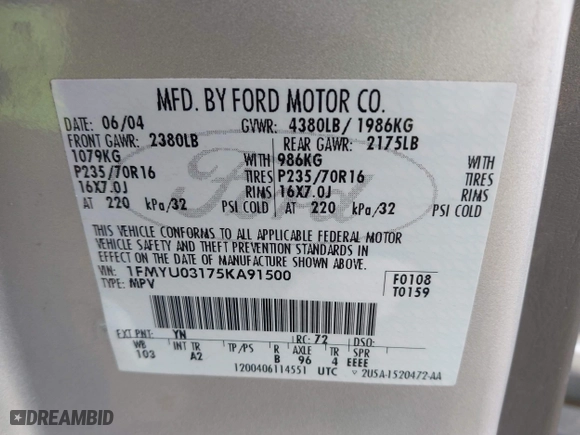 MFD. BY FORD MOTOR CO.
DATE: 06/04 GVWR: 4380LB/ 1986KG
FRONT GAWR: 2380LB REAR GAWR: 2175LB
1079KG WITH 986KG WITH
P235/70R16 TIRES P235/70R16 TIRES
16X7.0J RIMS 16X7.0J RIMS
AT 220 kPa/32 PSI COLD AT 220 kPa/32 PSI COLD
Ford
THIS VEHICLE CONFORMS TO ALL APPLICABLE FEDERAL MOTOR
VEHICLE SAFETY AND THEFT PREVENTION STANDARDS IN
EFFECT ON THE DATE OF MANUFACTURE SHOWN ABOVE.
VIN: 1FMYU03175KA91500 F0108
TYPE: MPV T0159
EXT PNT: YN RC: 72 DSO:
WB INT TR TP/PS R AXLE TR SPR
103 A2 B 96 4 EEEE
1200406114551 UTC ▽ 2U5A-1520472-AA
DREAMBID